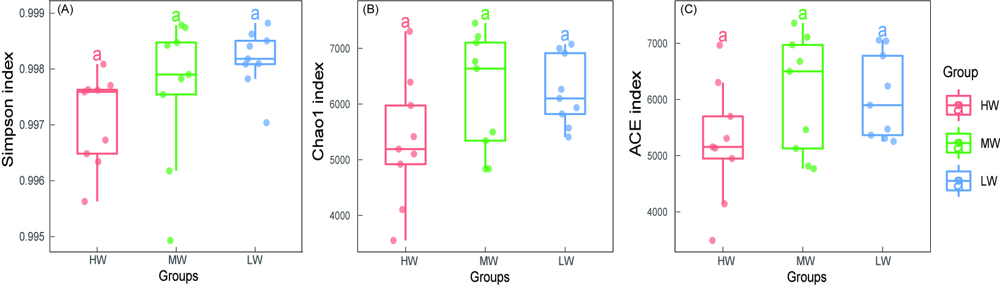 (A)
Simpson index
0.999
0.998
0.997
0.996
0.995
a
a
a
HW
MW
LW
Groups
(B)
Chao1 index
7000
6000
5000
4000
a
a
a
HW
MW
LW
Groups
(C)
ACE index
7000
6000
5000
4000
a
a
a
HW
MW
LW
Groups
Group
a HW
a MW
a LW